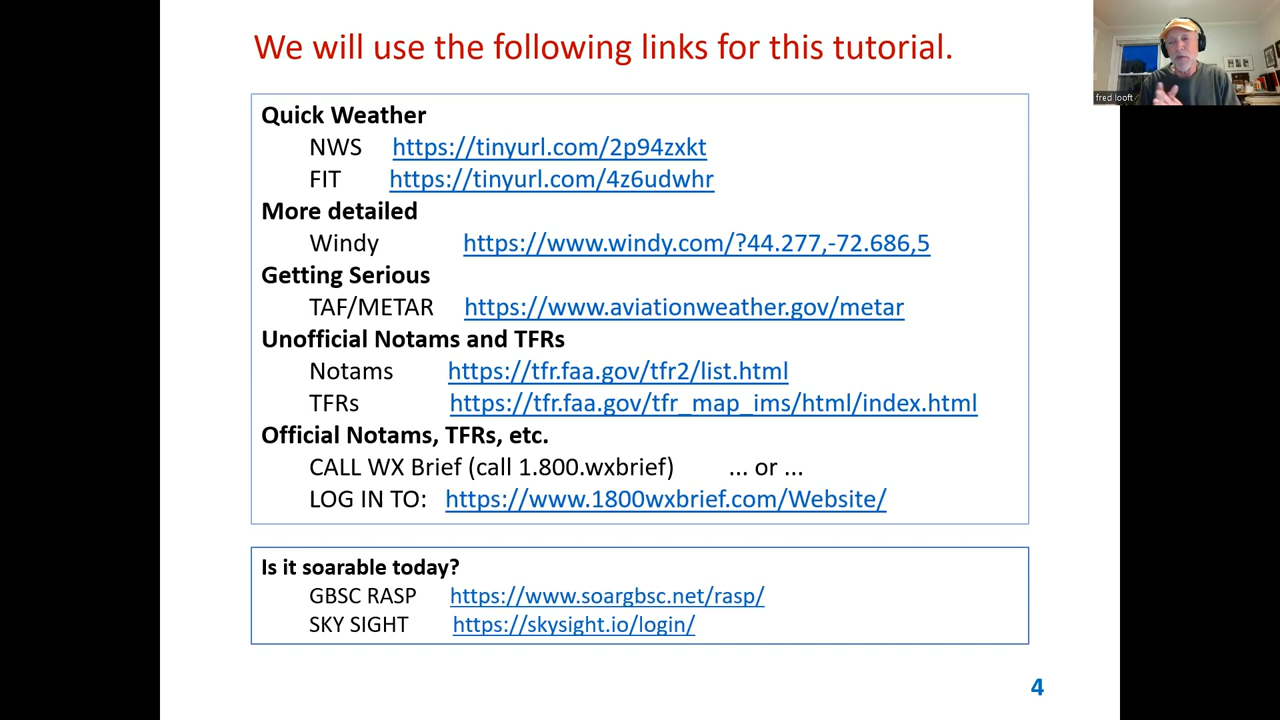 We will use the following links for this tutorial.
fred looft
Quick Weather
NWS https://tinyurl.com/2p94zxkt
FIT https://tinyurl.com/4z6udwhr
More detailed
Windy https://www.windy.com/?44.277,-72.686,5
Getting Serious
TAF/METAR https://www.aviationweather.gov/metar
Unofficial Notams and TFRs
Notams https://tfr.faa.gov/tfr2/list.html
TFRs https://tfr.faa.gov/tfr_map_ims/html/index.html
Official Notams, TFRs, etc.
CALL WX Brief (call 1.800.wxbrief) ... or ...
LOG IN TO: https://www.1800wxbrief.com/Website/
Is it soarable today?
GBSC RASP https://www.soargbsc.net/rasp/
SKY SIGHT https://skysight.io/login/
4